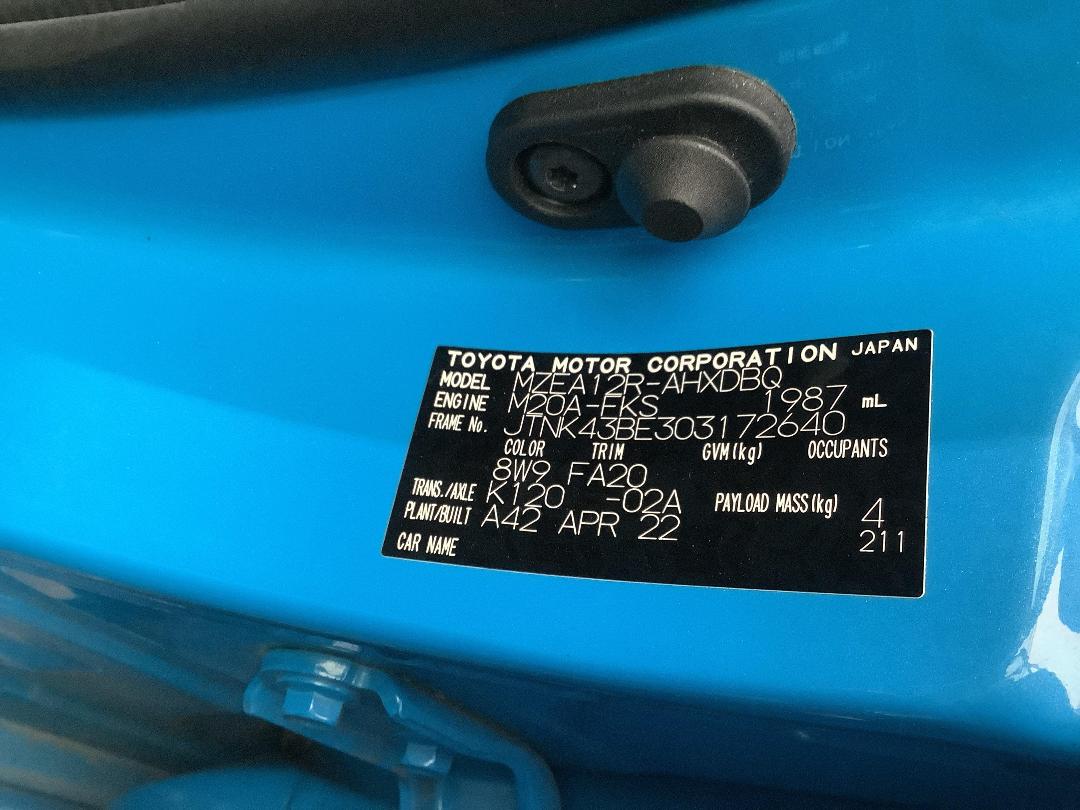 TOYOTA MOTOR CORPORATION JAPAN
MODEL MZEA12R-AHXDBQ
ENGINE M20A-FKS 1987 mL
FRAME No. JTNK43BE303172640
COLOR TRIM GVM(kg) OCCUPANTS
8W9 FA20
TRANS./AXLE K120 -02A PAYLOAD MASS(kg) 4
PLANT/BUILT A42 APR 22 211
CAR NAME